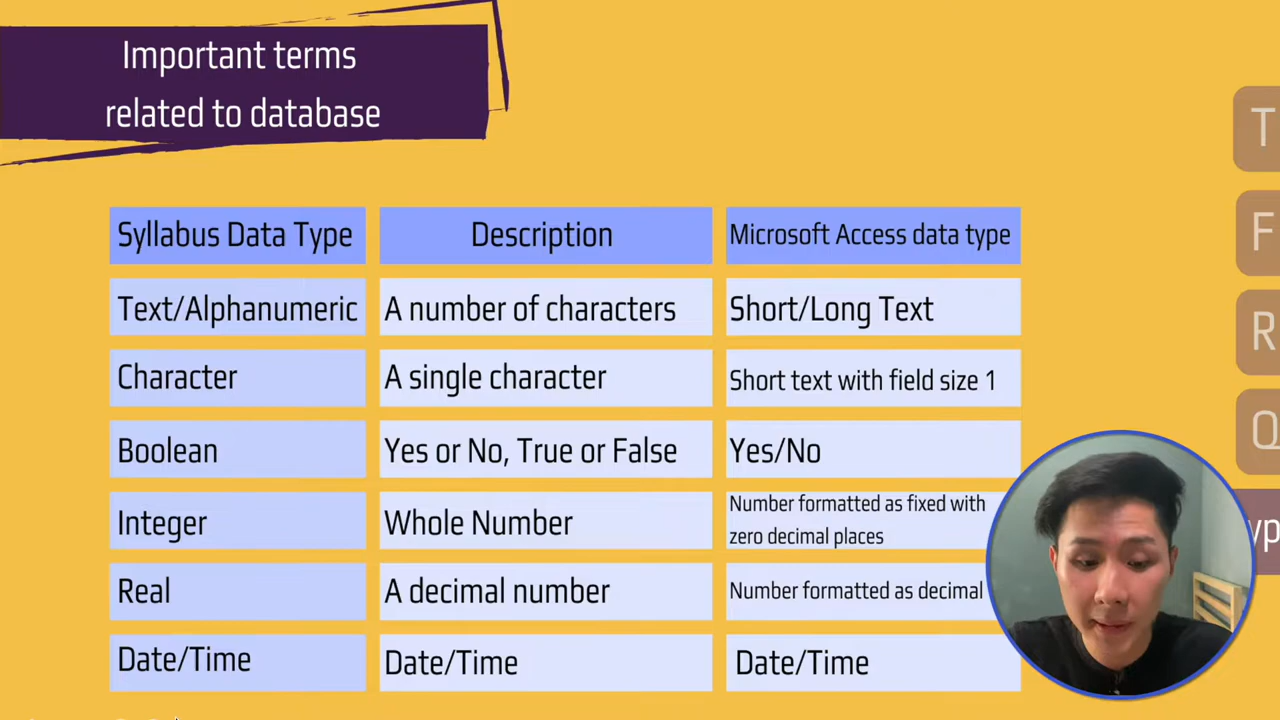 Important terms
related to database
T
F
R
Q
yp
Syllabus Data Type
Description
Microsoft Access data type
Text/Alphanumeric
A number of characters
Short/Long Text
Character
A single character
Short text with field size 1
Boolean
Yes or No, True or False
Yes/No
Integer
Whole Number
Number formatted as fixed with
zero decimal places
Real
A decimal number
Number formatted as decimal
Date/Time
Date/Time
Date/Time